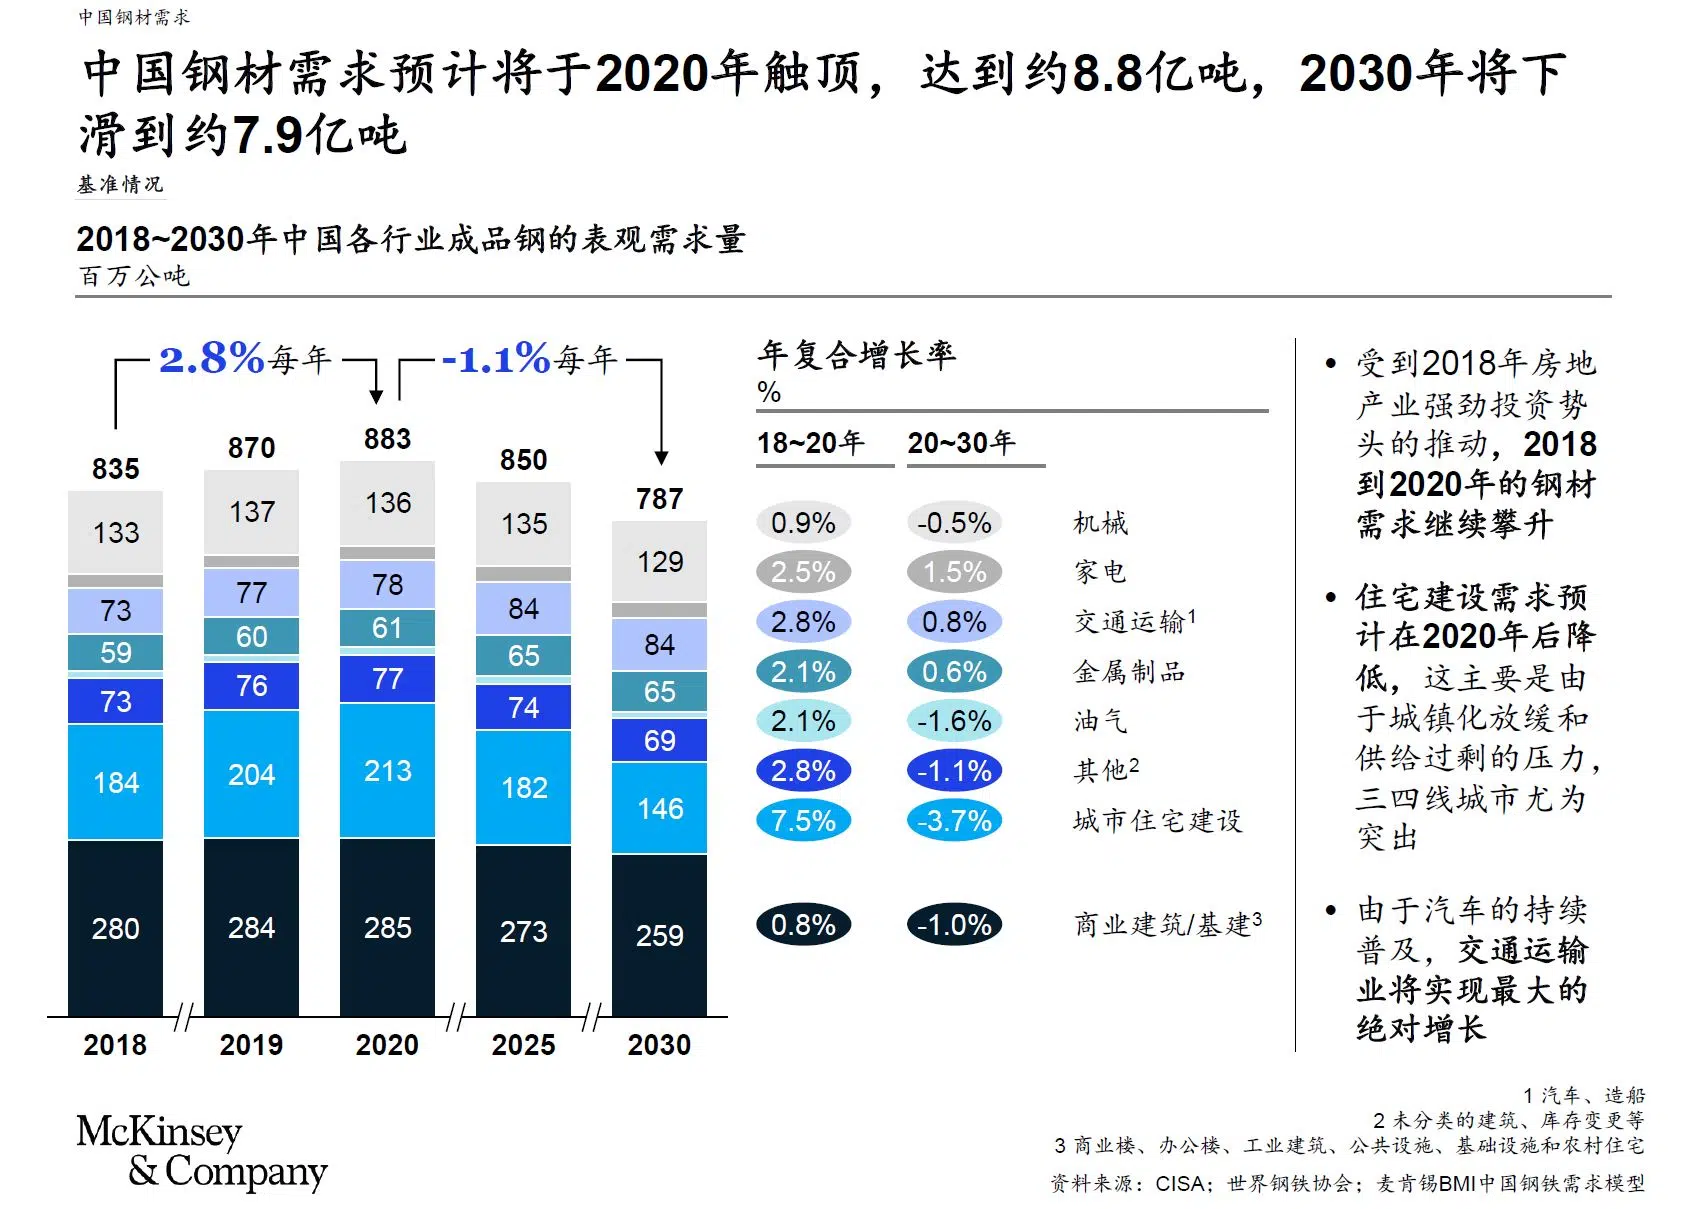 中国钢材需求
中国钢材需求预计将于2020年触顶，达到约8.8亿吨，2030年将下
滑到约7.9亿吨
基准情况
2018~2030年中国各行业成品钢的表观需求量
百万公吨
2.8%每年
-1.1%每年
835
870
883
850
787
133
137
136
135
129
73
77
78
84
84
59
60
61
65
65
73
76
77
74
69
184
204
213
182
146
280
284
285
273
259
2018
2019
2020
2025
2030
年复合增长率
%
18~20年
20~30年
0.9%
-0.5%
机械
2.5%
1.5%
家电
2.8%
0.8%
交通运输1
2.1%
0.6%
金属制品
2.1%
-1.6%
油气
2.8%
-1.1%
其他2
7.5%
-3.7%
城市住宅建设
0.8%
-1.0%
商业建筑/基建3
• 受到2018年房地
产业强劲投资势
头的推动，2018
到2020年的钢材
需求继续攀升
• 住宅建设需求预
计在2020年后降
低，这主要是由
于城镇化放缓和
供给过剩的压力，
三四线城市尤为
突出
• 由于汽车的持续
普及，交通运输
业将实现最大的
绝对增长
1 汽车、造船
2 未分类的建筑、库存变更等
3 商业楼、办公楼、工业建筑、公共设施、基础设施和农村住宅
资料来源：CISA；世界钢铁协会；麦肯锡BMI中国钢铁需求模型
McKinsey
& Company